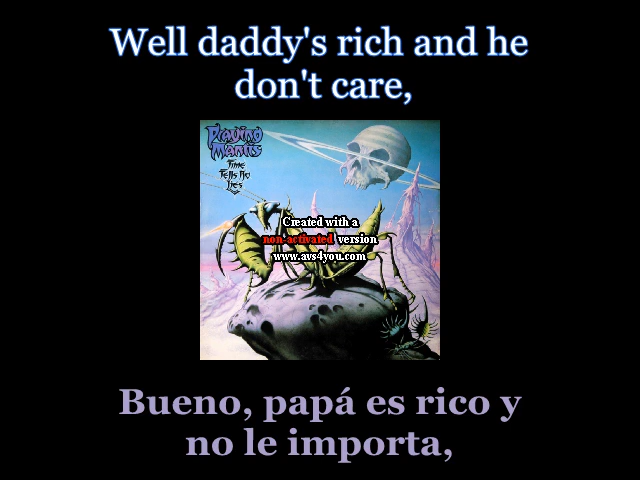 Well daddy's rich and he
don't care,
Praying
Mantis
Time
Tells No
Lies
Created with a
non-activated version
www.avs4you.com
Bueno, papá es rico y
no le importa,